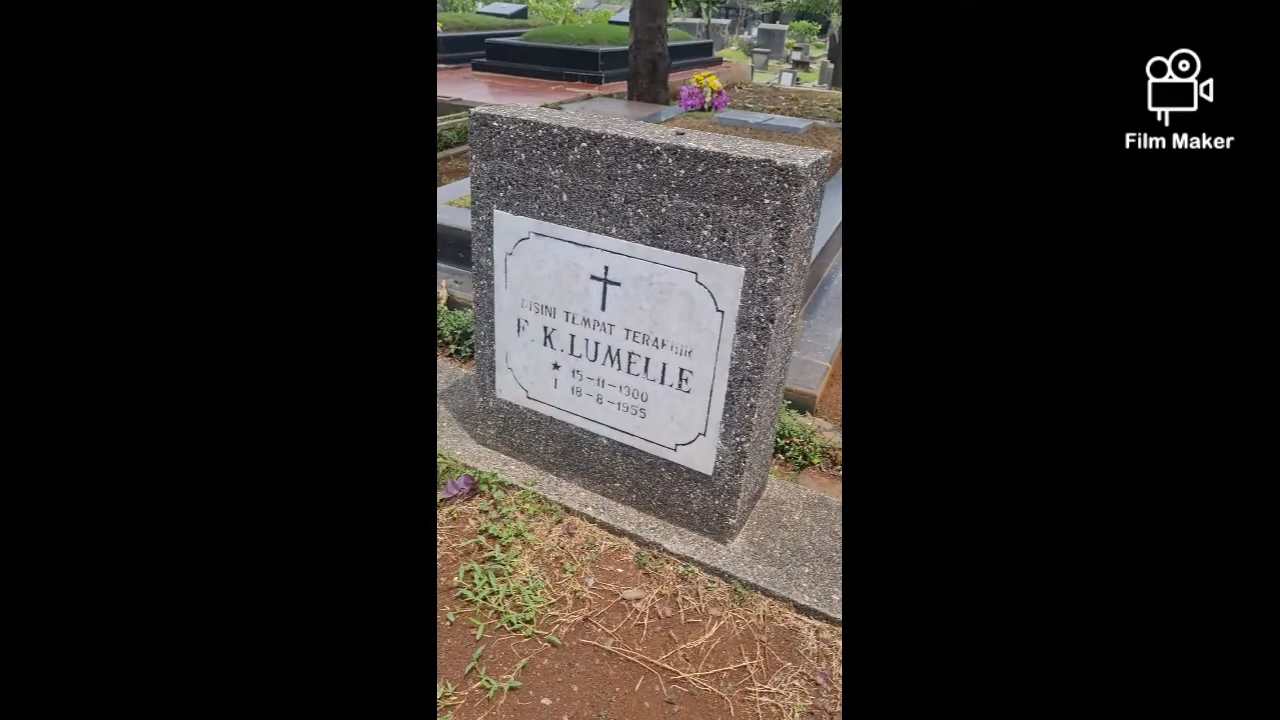 Film Maker
DISINI TEMPAT TERAKHIR
F. K. LUMELLE
★ 15-11-1900
† 18-8-1955